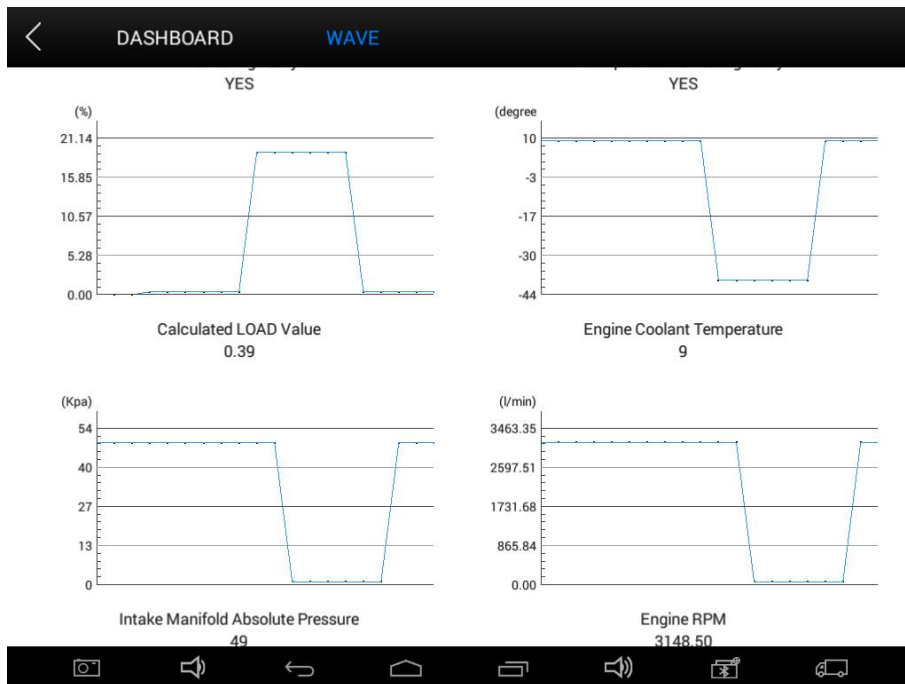 DASHBOARD WAVE
YES YES
(%) (degree
21.14 10
15.85 -3
10.57 -17
5.28 -30
0.00 -44
Calculated LOAD Value Engine Coolant Temperature
0.39 9
(Kpa) (l/min)
54 3463.35
40 2597.51
27 1731.68
13 865.84
0 0.00
Intake Manifold Absolute Pressure Engine RPM
49 3148.50